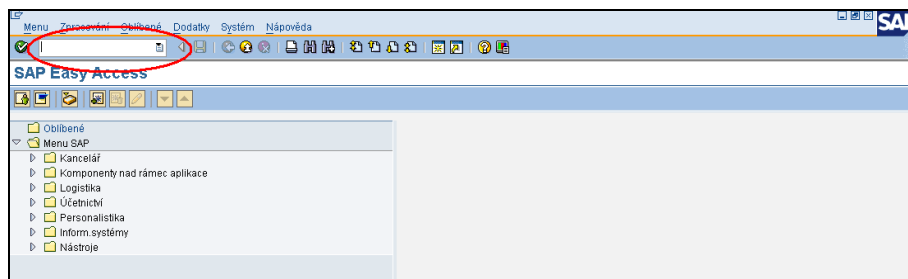 Menu Zpracování Oblíbené Dodatky Systém Nápověda
SAP
SAP Easy Access
Oblíbené
Menu SAP
Kancelář
Komponenty nad rámec aplikace
Logistika
Účetnictví
Personalistika
Inform.systémy
Nástroje